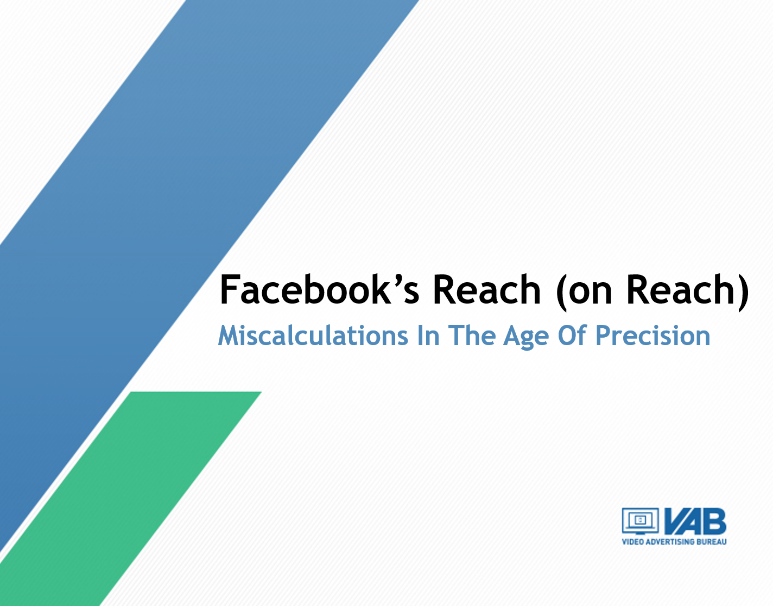 Facebook’s Reach (on Reach)
Miscalculations In The Age Of Precision
VAB
VIDEO ADVERTISING BUREAU